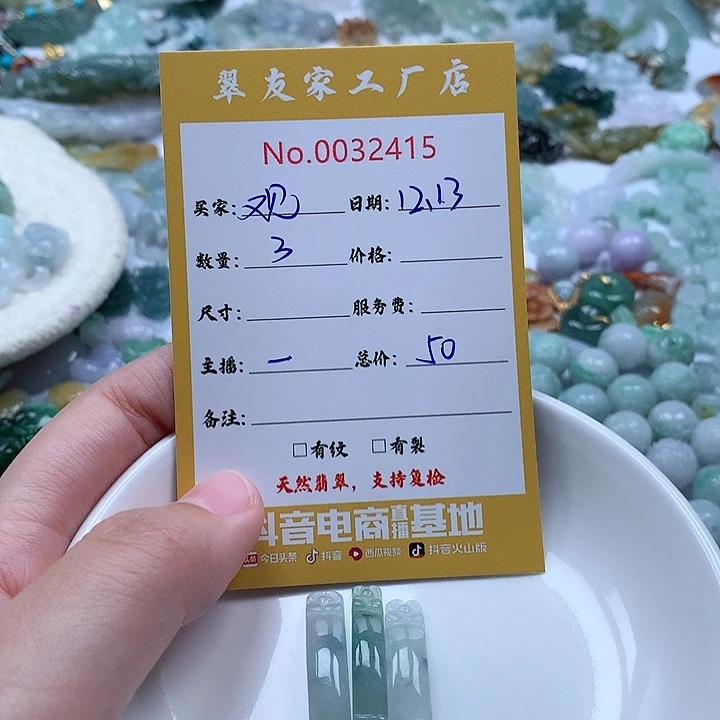 翠友家工厂店
No.0032415
买家: 观 日期: 12.13
数量: 3 价格:
尺寸: 服务费:
主播: 一 总价: 50
备注:
□有纹 □有裂
天然翡翠，支持复检
抖音电商直播基地
头条 今日头条 抖音 西瓜视频 抖音火山版